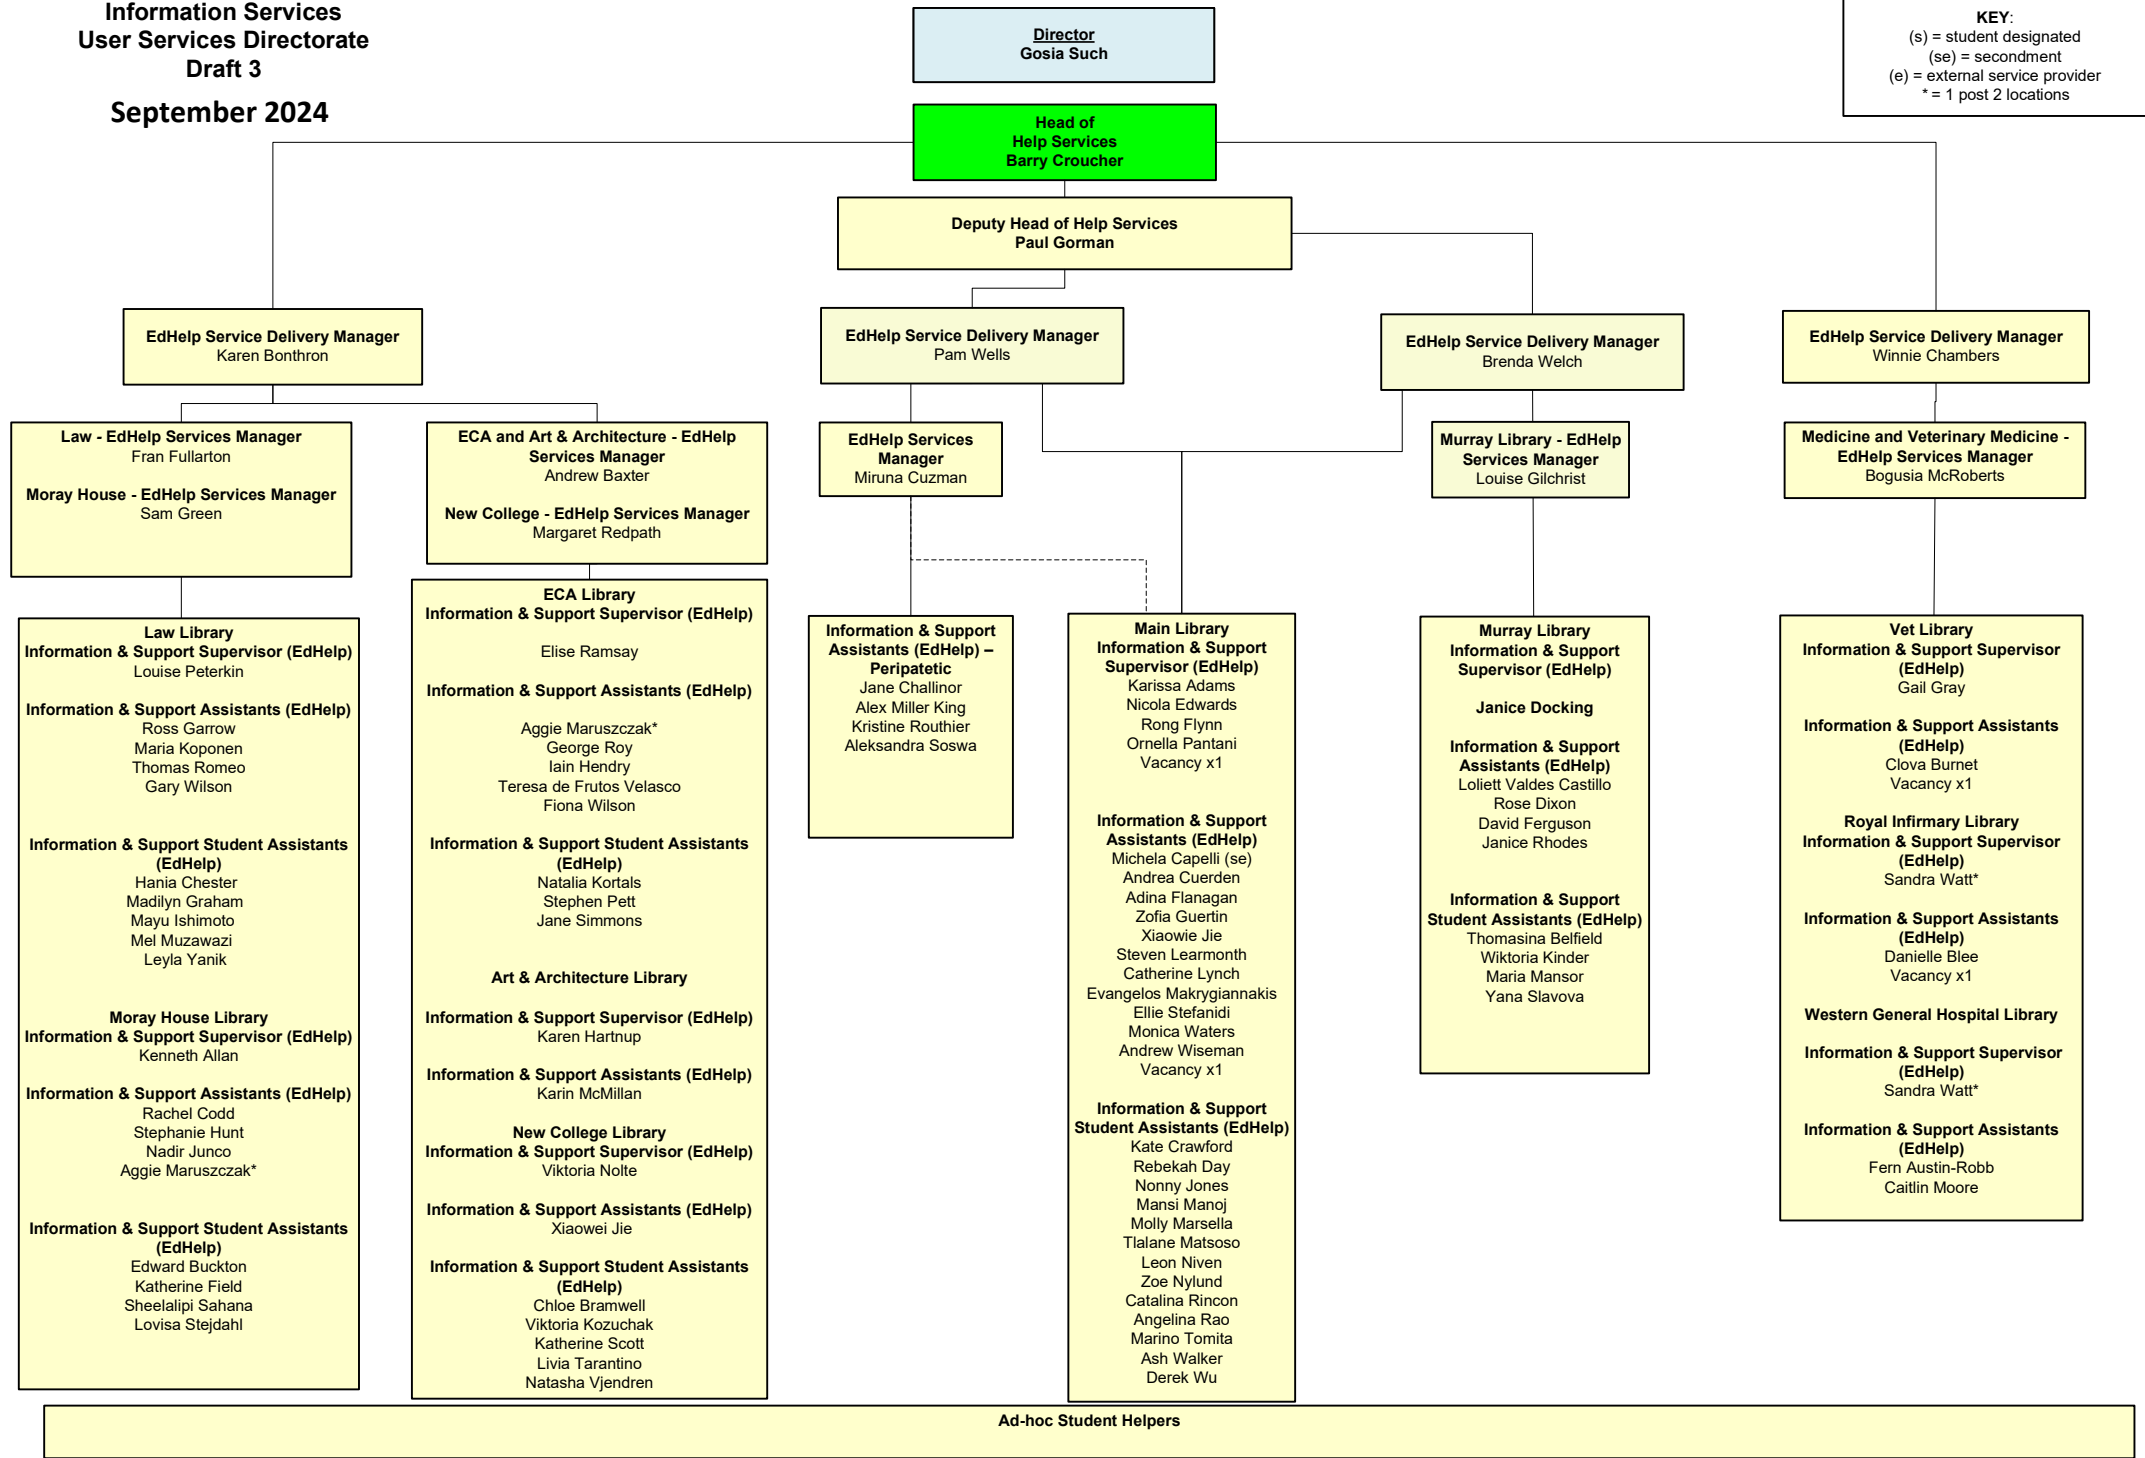 Information Services
User Services Directorate
Draft 3
September 2024
Director
Gosia Such
KEY:
(s) = student designated
(se) = secondment
(e) = external service provider
* = 1 post 2 locations
Head of
Help Services
Barry Croucher
Deputy Head of Help Services
Paul Gorman
EdHelp Service Delivery Manager
Karen Bonthron
EdHelp Service Delivery Manager
Pam Wells
EdHelp Service Delivery Manager
Brenda Welch
EdHelp Service Delivery Manager
Winnie Chambers
Law - EdHelp Services Manager
Fran Fullarton
Moray House - EdHelp Services Manager
Sam Green
ECA and Art & Architecture - EdHelp
Services Manager
Andrew Baxter
New College - EdHelp Services Manager
Margaret Redpath
EdHelp Services
Manager
Miruna Cuzman
Murray Library - EdHelp
Services Manager
Louise Gilchrist
Medicine and Veterinary Medicine -
EdHelp Services Manager
Bogusia McRoberts
Law Library
Information & Support Supervisor (EdHelp)
Louise Peterkin
Information & Support Assistants (EdHelp)
Ross Garrow
Maria Koponen
Thomas Romeo
Gary Wilson
Information & Support Student Assistants
(EdHelp)
Hania Chester
Madilyn Graham
Mayu Ishimoto
Mel Muzawazi
Leyla Yanik
Moray House Library
Information & Support Supervisor (EdHelp)
Kenneth Allan
Information & Support Assistants (EdHelp)
Rachel Codd
Stephanie Hunt
Nadir Junco
Aggie Maruszczak*
Information & Support Student Assistants
(EdHelp)
Edward Buckton
Katherine Field
Sheelalipi Sahana
Lovisa Stejdahl
ECA Library
Information & Support Supervisor (EdHelp)
Elise Ramsay
Information & Support Assistants (EdHelp)
Aggie Maruszczak*
George Roy
Iain Hendry
Teresa de Frutos Velasco
Fiona Wilson
Information & Support Student Assistants
(EdHelp)
Natalia Kortals
Stephen Pett
Jane Simmons
Art & Architecture Library
Information & Support Supervisor (EdHelp)
Karen Hartnup
Information & Support Assistants (EdHelp)
Karin McMillan
New College Library
Information & Support Supervisor (EdHelp)
Viktoria Nolte
Information & Support Assistants (EdHelp)
Xiaowei Jie
Information & Support Student Assistants
(EdHelp)
Chloe Bramwell
Viktoria Kozuchak
Katherine Scott
Livia Tarantino
Natasha Vjendren
Information & Support
Assistants (EdHelp) –
Peripatetic
Jane Challinor
Alex Miller King
Kristine Routhier
Aleksandra Soswa
Main Library
Information & Support
Supervisor (EdHelp)
Karissa Adams
Nicola Edwards
Rong Flynn
Ornella Pantani
Vacancy x1
Information & Support
Assistants (EdHelp)
Michela Capelli (se)
Andrea Cuerden
Adina Flanagan
Zofia Guertin
Xiaowie Jie
Steven Learmonth
Catherine Lynch
Evangelos Makrygiannakis
Ellie Stefanidi
Monica Waters
Andrew Wiseman
Vacancy x1
Information & Support
Student Assistants (EdHelp)
Kate Crawford
Rebekah Day
Nonny Jones
Mansi Manoj
Molly Marsella
Tlalane Matsoso
Leon Niven
Zoe Nylund
Catalina Rincon
Angelina Rao
Marino Tomita
Ash Walker
Derek Wu
Murray Library
Information & Support
Supervisor (EdHelp)
Janice Docking
Information & Support
Assistants (EdHelp)
Loliett Valdes Castillo
Rose Dixon
David Ferguson
Janice Rhodes
Information & Support
Student Assistants (EdHelp)
Thomasina Belfield
Wiktoria Kinder
Maria Mansor
Yana Slavova
Vet Library
Information & Support Supervisor
(EdHelp)
Gail Gray
Information & Support Assistants
(EdHelp)
Clova Burnet
Vacancy x1
Royal Infirmary Library
Information & Support Supervisor
(EdHelp)
Sandra Watt*
Information & Support Assistants
(EdHelp)
Danielle Blee
Vacancy x1
Western General Hospital Library
Information & Support Supervisor
(EdHelp)
Sandra Watt*
Information & Support Assistants
(EdHelp)
Fern Austin-Robb
Caitlin Moore
Ad-hoc Student Helpers